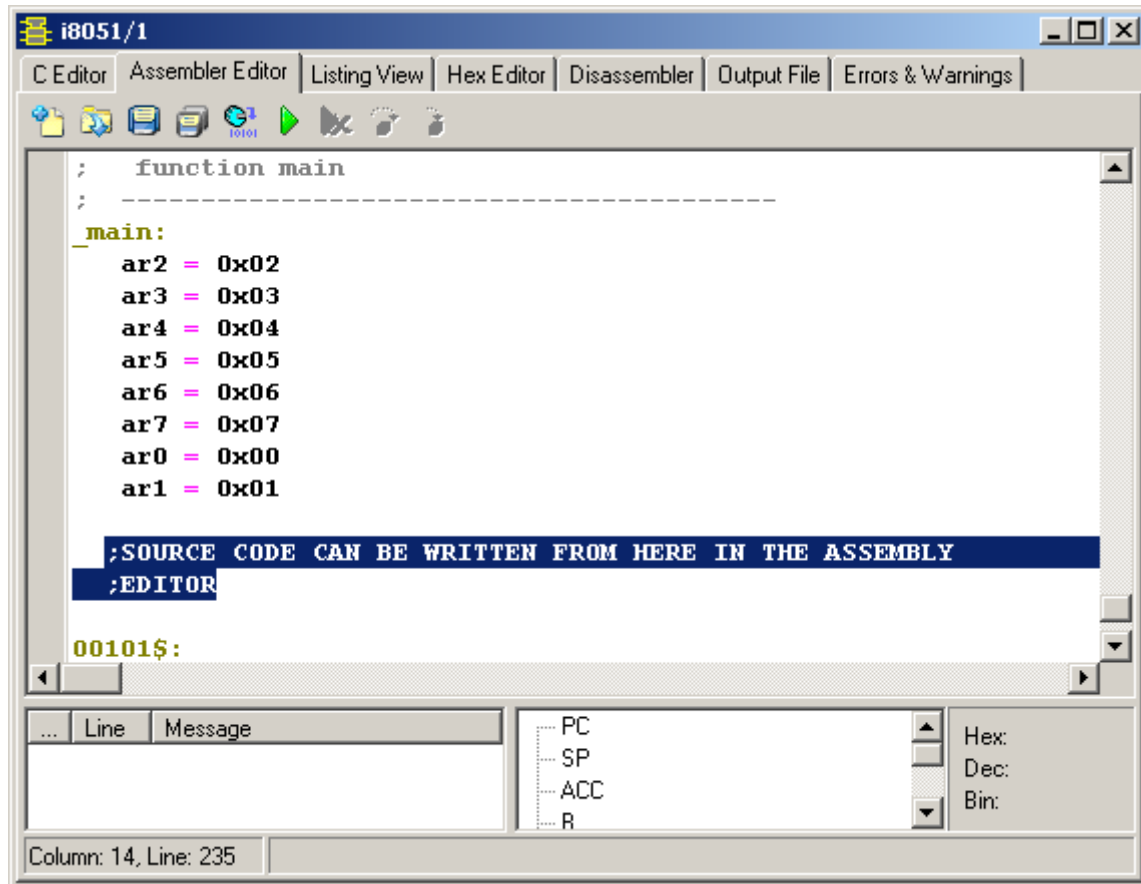 i8051/1
C Editor Assembler Editor Listing View Hex Editor Disassembler Output File Errors & Warnings
10101
; function main
; -----------------------------------------
_main:
ar2 = 0x02
ar3 = 0x03
ar4 = 0x04
ar5 = 0x05
ar6 = 0x06
ar7 = 0x07
ar0 = 0x00
ar1 = 0x01
;SOURCE CODE CAN BE WRITTEN FROM HERE IN THE ASSEMBLY
;EDITOR
00101$:
... Line Message
PC
SP
ACC
B
Hex:
Dec:
Bin:
Column: 14, Line: 235